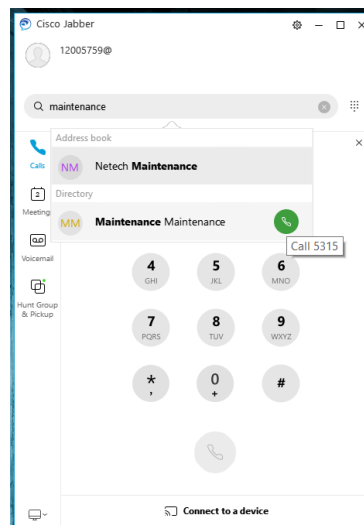 Cisco Jabber
12005759@
maintenance
Address book
Calls
NM Netech Maintenance
Directory
2
Meetings
MM Maintenance Maintenance
Call 5315
Voicemail
4 5 6
GHI JKL MNO
Hunt Group
& Pickup
7 8 9
PQRS TUV WXYZ
* 0 #
, +
Connect to a device